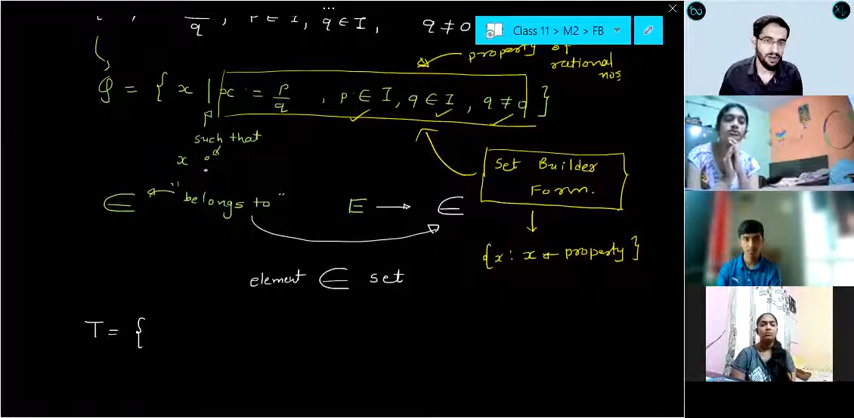 p/q , p ∈ I, q ∈ I, q ≠ 0
Class 11 > M2 > FB
property of
rational
nos
Q = { x | x = p/q , p ∈ I, q ∈ I , q ≠ 0 }
such that
x :
Set Builder
Form.
∈ ← "belongs to"
E → ∈
{x : x ← property}
element ∈ set
T = {